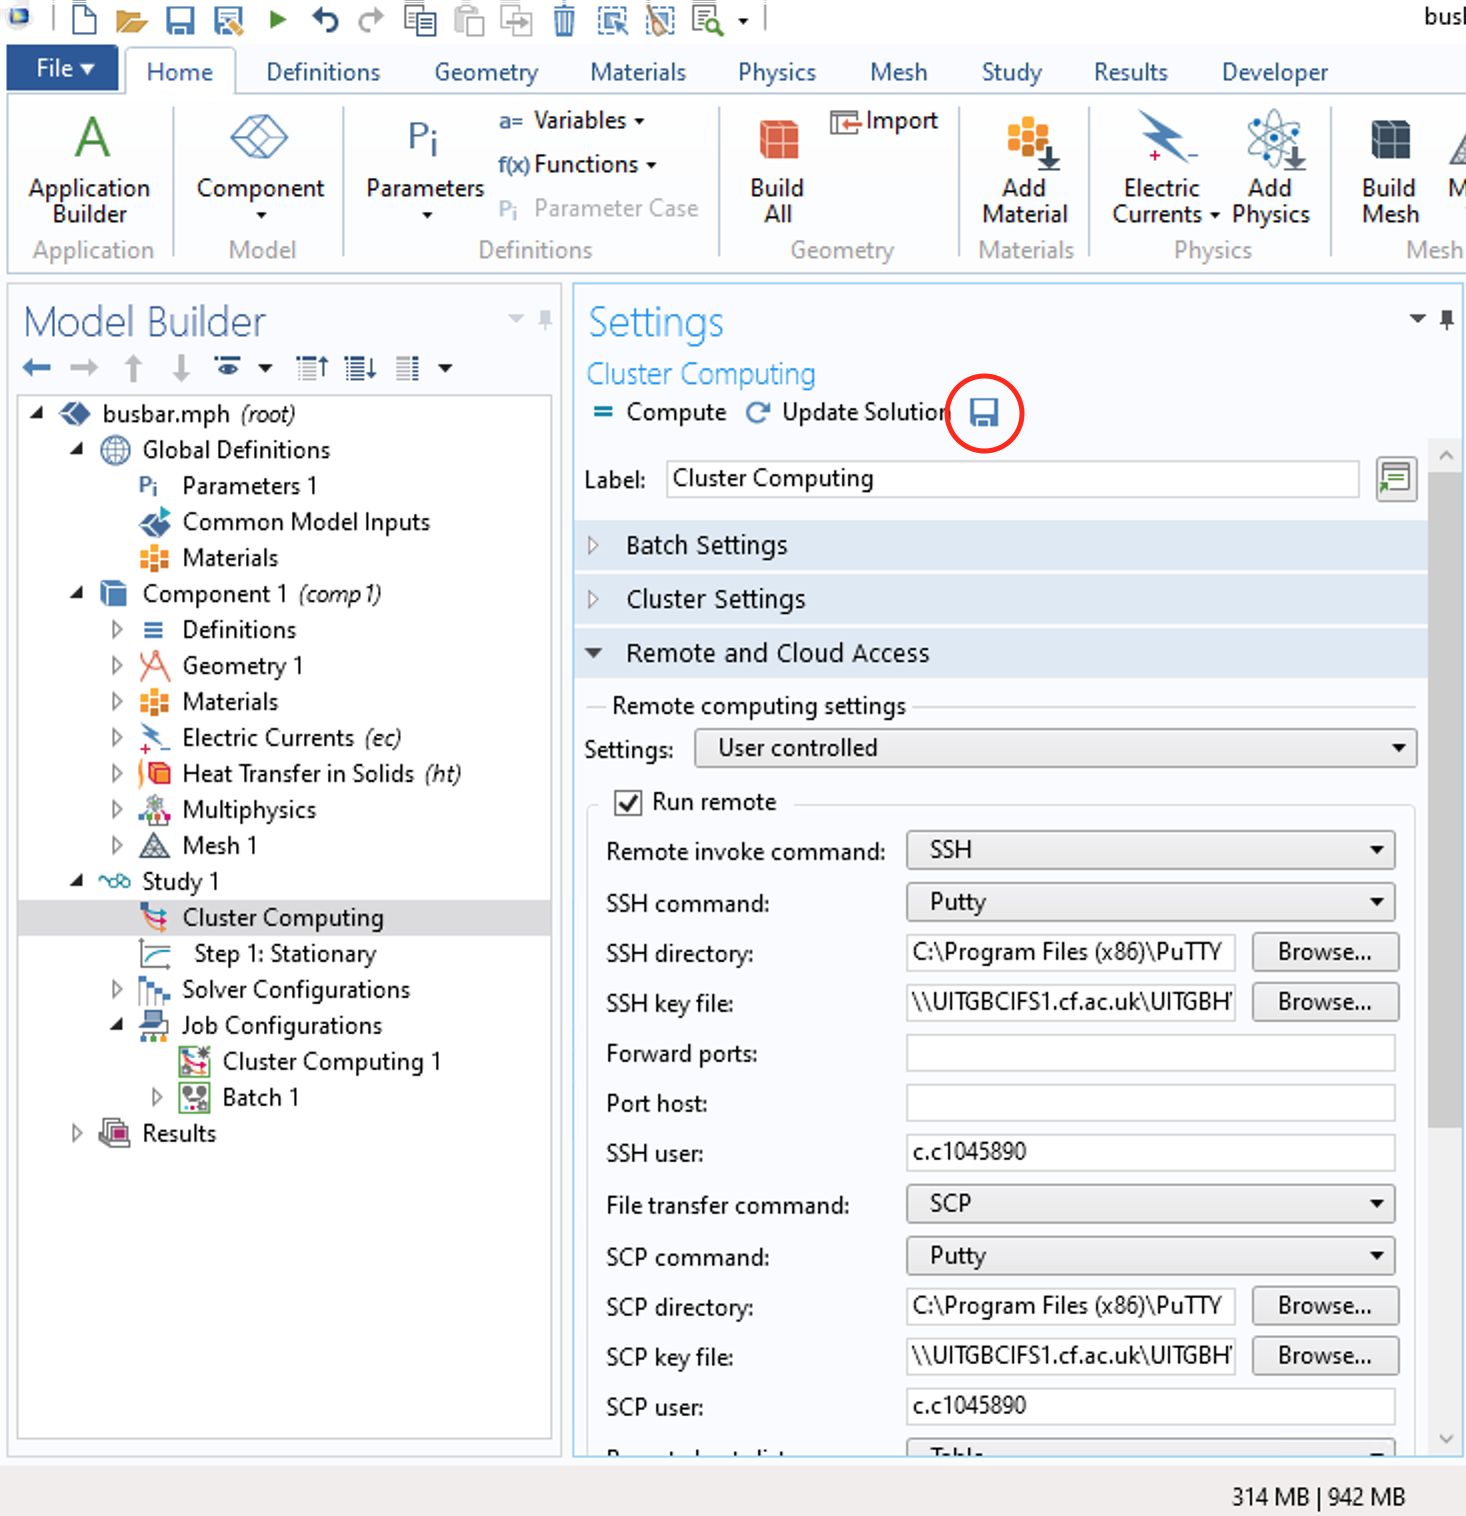 busl
File
Home
Definitions
Geometry
Materials
Physics
Mesh
Study
Results
Developer
A
Application Builder
Application
Component
Model
Pi
Parameters
a= Variables
f(x) Functions
Pi Parameter Case
Definitions
Build All
Import
Geometry
Add Material
Materials
Electric Currents
Add Physics
Physics
Build Mesh
M
Mesh
Model Builder
busbar.mph (root)
Global Definitions
Pi Parameters 1
Common Model Inputs
Materials
Component 1 (comp1)
Definitions
Geometry 1
Materials
Electric Currents (ec)
Heat Transfer in Solids (ht)
Multiphysics
Mesh 1
Study 1
Cluster Computing
Step 1: Stationary
Solver Configurations
Job Configurations
Cluster Computing 1
Batch 1
Results
Settings
Cluster Computing
= Compute
Update Solution
Label: Cluster Computing
Batch Settings
Cluster Settings
Remote and Cloud Access
Remote computing settings
Settings: User controlled
Run remote
Remote invoke command: SSH
SSH command: Putty
SSH directory: C:\Program Files (x86)\PuTTY Browse...
SSH key file: \\UITGBCIFS1.cf.ac.uk\UITGBH Browse...
Forward ports:
Port host:
SSH user: c.c1045890
File transfer command: SCP
SCP command: Putty
SCP directory: C:\Program Files (x86)\PuTTY Browse...
SCP key file: \\UITGBCIFS1.cf.ac.uk\UITGBH Browse...
SCP user: c.c1045890
Table
314 MB | 942 MB